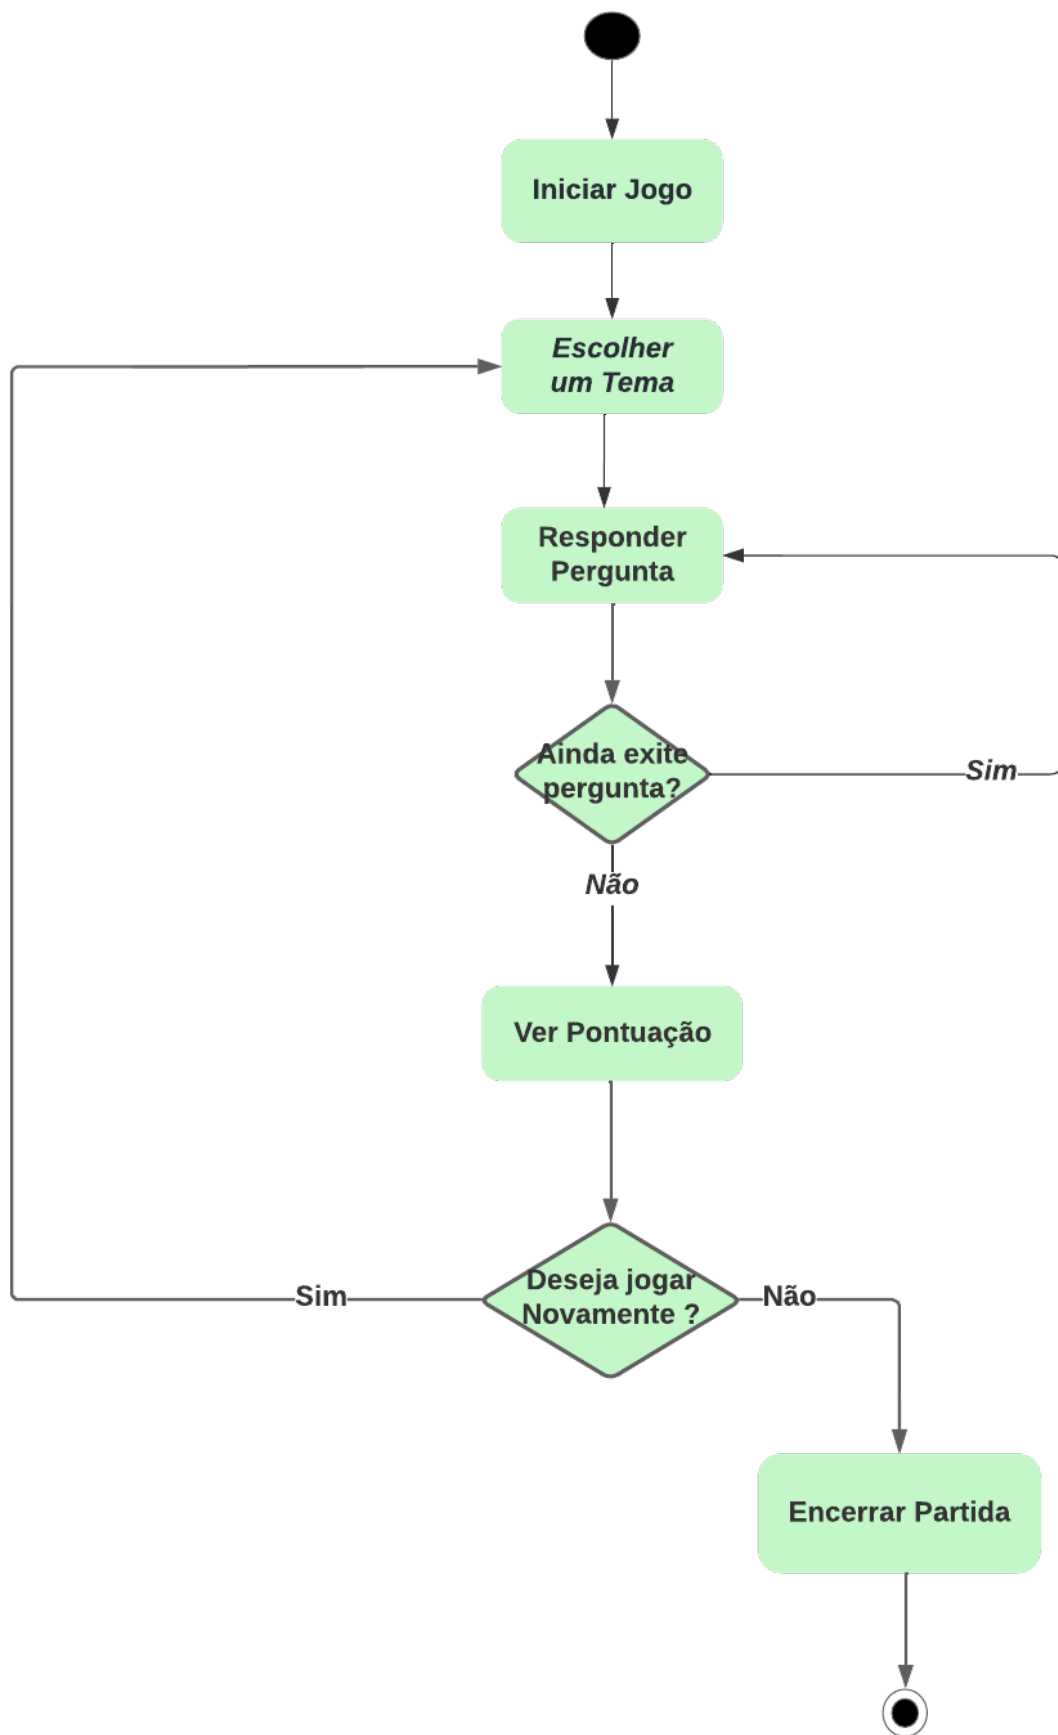 Iniciar Jogo
Escolher
um Tema
Responder
Pergunta
Ainda exite
pergunta?
Sim
Não
Ver Pontuação
Deseja jogar
Novamente ?
Sim
Não
Encerrar Partida